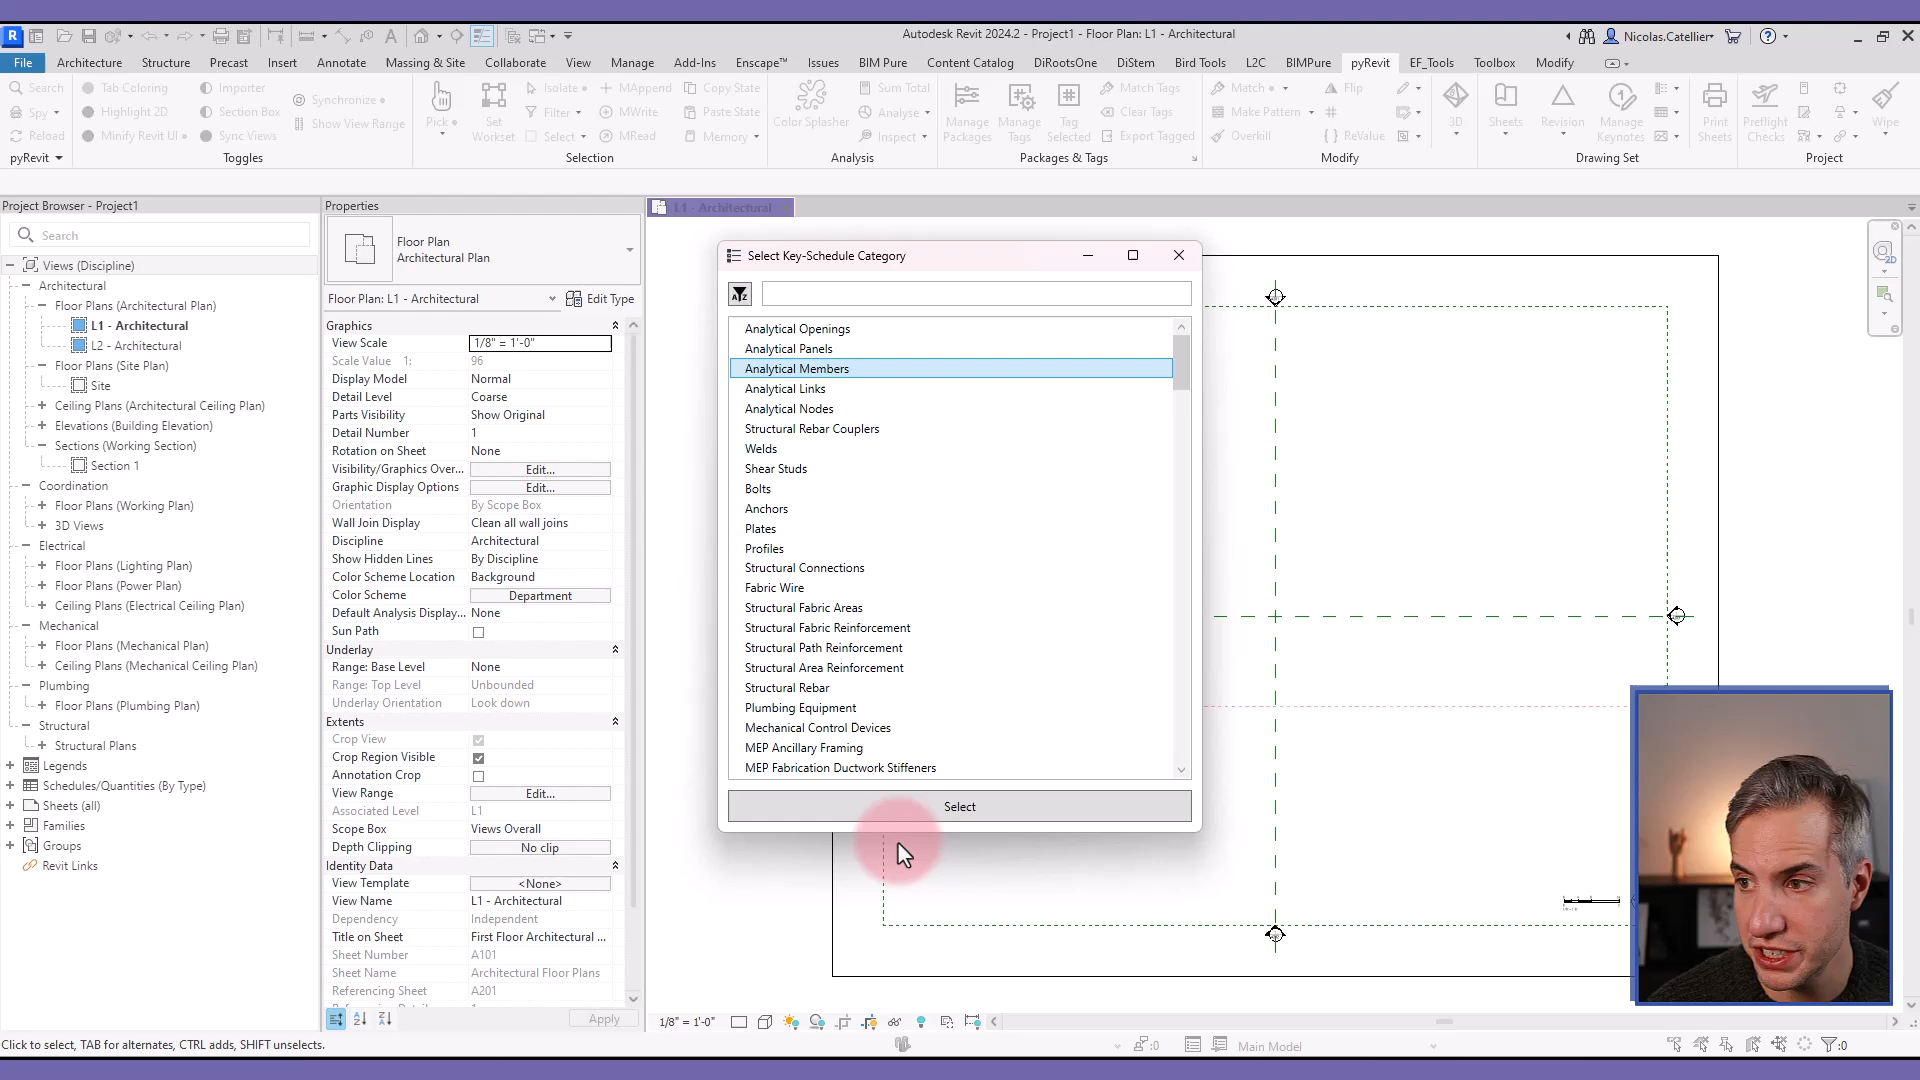 Autodesk Revit 2024.2 - Project1 - Floor Plan: L1 - Architectural
Nicolas.Catellier
File Architecture Structure Precast Insert Annotate Massing & Site Collaborate View Manage Add-Ins Enscape™ Issues BIM Pure Content Catalog DiRootsOne DiStem Bird Tools L2C BIMPure pyRevit EF_Tools Toolbox Modify
Search Tab Coloring Importer Isolate MAppend Copy State Sum Total Match Tags Match Flip
Spy Highlight 2D Section Box Synchronize Filter MWrite Paste State Analyse Clear Tags Make Pattern
Reload Minify Revit UI Sync Views Show View Range Select MRead Memory Inspect Export Tagged Overkill ReValue
Pick Set Workset Color Splasher Manage Packages Manage Tags Tag Selected 3D Sheets Revision Manage Keynotes Print Sheets Preflight Checks Wipe
pyRevit Toggles Selection Analysis Packages & Tags Modify Drawing Set Project
Project Browser - Project1
Search
Views (Discipline)
Architectural
Floor Plans (Architectural Plan)
L1 - Architectural
L2 - Architectural
Floor Plans (Site Plan)
Site
Ceiling Plans (Architectural Ceiling Plan)
Elevations (Building Elevation)
Sections (Working Section)
Section 1
Coordination
Floor Plans (Working Plan)
3D Views
Electrical
Floor Plans (Lighting Plan)
Floor Plans (Power Plan)
Ceiling Plans (Electrical Ceiling Plan)
Mechanical
Floor Plans (Mechanical Plan)
Ceiling Plans (Mechanical Ceiling Plan)
Plumbing
Floor Plans (Plumbing Plan)
Structural
Structural Plans
Legends
Schedules/Quantities (By Type)
Sheets (all)
Families
Groups
Revit Links
Properties
Floor Plan
Architectural Plan
Floor Plan: L1 - Architectural Edit Type
Graphics
View Scale 1/8" = 1'-0"
Scale Value 1: 96
Display Model Normal
Detail Level Coarse
Parts Visibility Show Original
Detail Number 1
Rotation on Sheet None
Visibility/Graphics Over... Edit...
Graphic Display Options Edit...
Orientation By Scope Box
Wall Join Display Clean all wall joins
Discipline Architectural
Show Hidden Lines By Discipline
Color Scheme Location Background
Color Scheme Department
Default Analysis Display... None
Sun Path
Underlay
Range: Base Level None
Range: Top Level Unbounded
Underlay Orientation Look down
Extents
Crop View
Crop Region Visible
Annotation Crop
View Range Edit...
Associated Level L1
Scope Box Views Overall
Depth Clipping No clip
Identity Data
View Template <None>
View Name L1 - Architectural
Dependency Independent
Title on Sheet First Floor Architectural ...
Sheet Number A101
Sheet Name Architectural Floor Plans
Referencing Sheet A201
Apply
L1 - Architectural
Select Key-Schedule Category
Analytical Openings
Analytical Panels
Analytical Members
Analytical Links
Analytical Nodes
Structural Rebar Couplers
Welds
Shear Studs
Bolts
Anchors
Plates
Profiles
Structural Connections
Fabric Wire
Structural Fabric Areas
Structural Fabric Reinforcement
Structural Path Reinforcement
Structural Area Reinforcement
Structural Rebar
Plumbing Equipment
Mechanical Control Devices
MEP Ancillary Framing
MEP Fabrication Ductwork Stiffeners
Select
2D
1/8" = 1'-0"
Click to select, TAB for alternates, CTRL adds, SHIFT unselects.
:0 Main Model :0